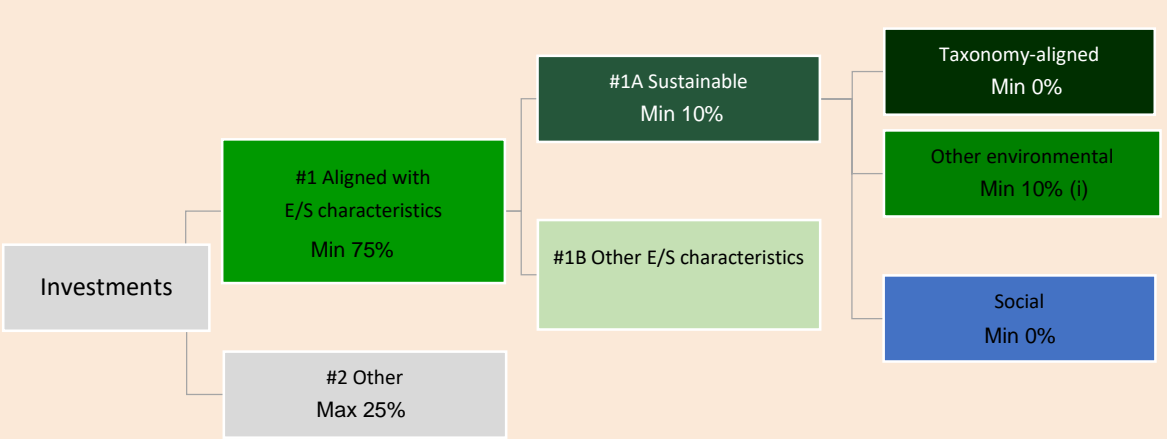 Investments
#1 Aligned with
E/S characteristics
Min 75%
#2 Other
Max 25%
#1A Sustainable
Min 10%
#1B Other E/S characteristics
Taxonomy-aligned
Min 0%
Other environmental
Min 10% (i)
Social
Min 0%